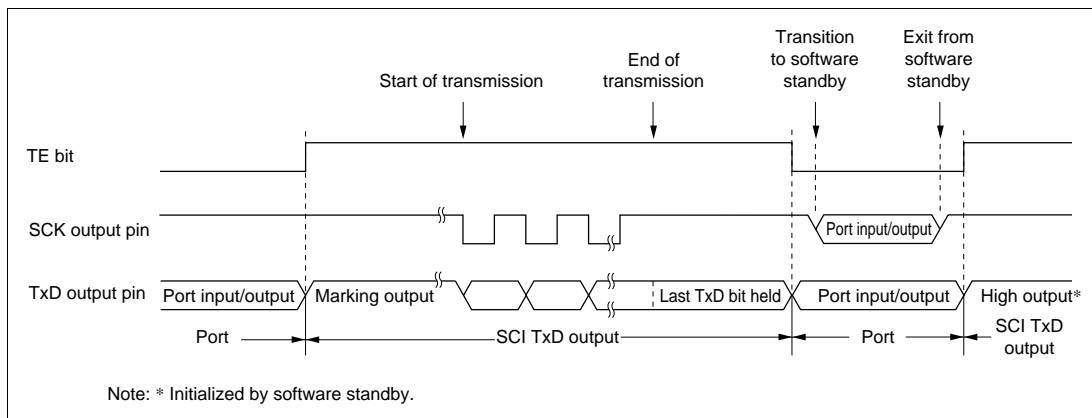 Start of transmission
End of
transmission
Transition
to software
standby
Exit from
software
standby
TE bit
SCK output pin
Port input/output
TxD output pin
Port input/output
Marking output
Last TxD bit held
Port input/output
High output*
Port
SCI TxD output
Port
SCI TxD
output
Note: * Initialized by software standby.